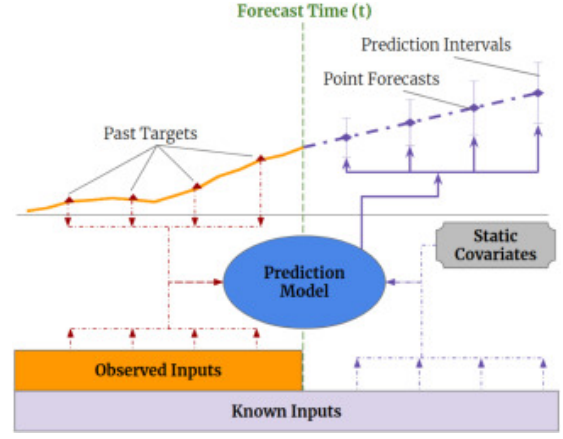 Forecast Time (t)
Prediction Intervals
Point Forecasts
Past Targets
Static
Covariates
Prediction
Model
Observed Inputs
Known Inputs